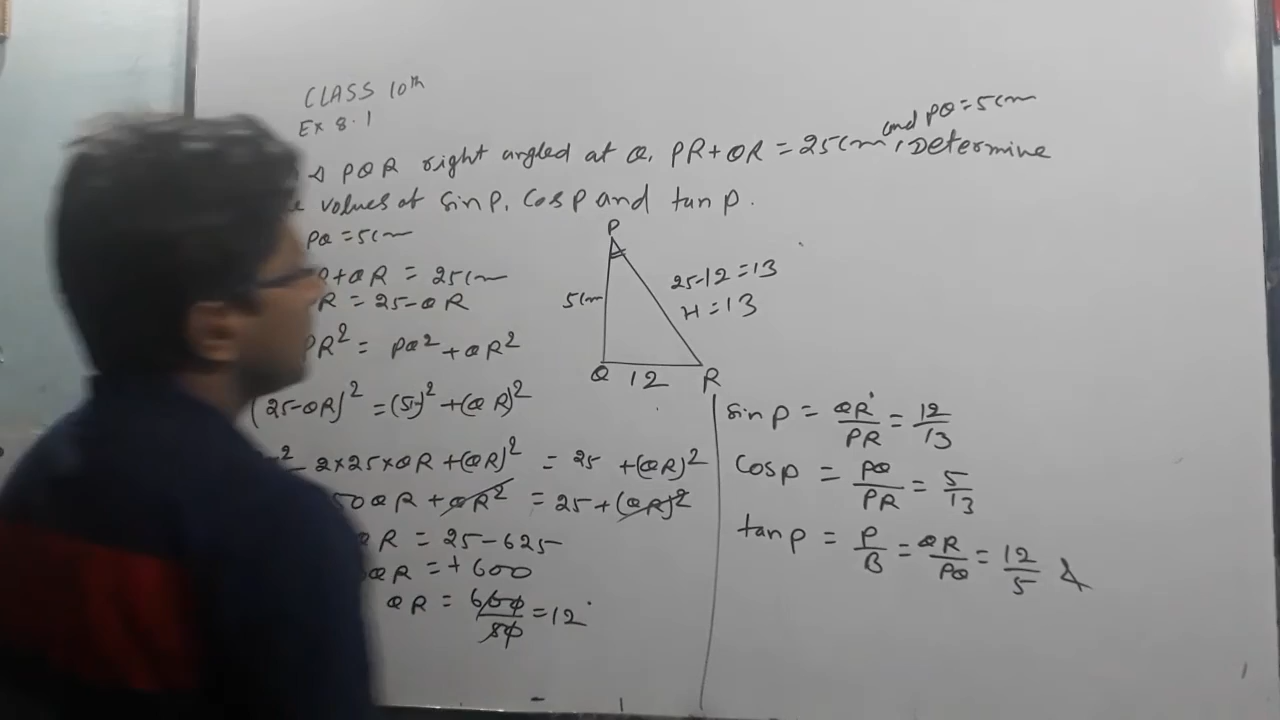 CLASS 10th
Ex 8.1
Δ PQR right angled at Q, PR+QR = 25cm and PQ=5cm, Determine
values of sin P, cos P and tan P.
PQ = 5cm
+QR = 25cm
R = 25-QR
PR² = PQ² + QR²
(25-QR)² = (5)² + (QR)²
2×25×QR + (QR)² = 25 + (QR)²
50QR + QR² = 25 + (QR)²
QR = 25-625
QR = +600
QR = 600/50 = 12
P
5cm
25-12 = 13
H = 13
Q 12 R
sin P = QR/PR = 12/13
cos P = PQ/PR = 5/13
tan P = P/B = QR/PQ = 12/5